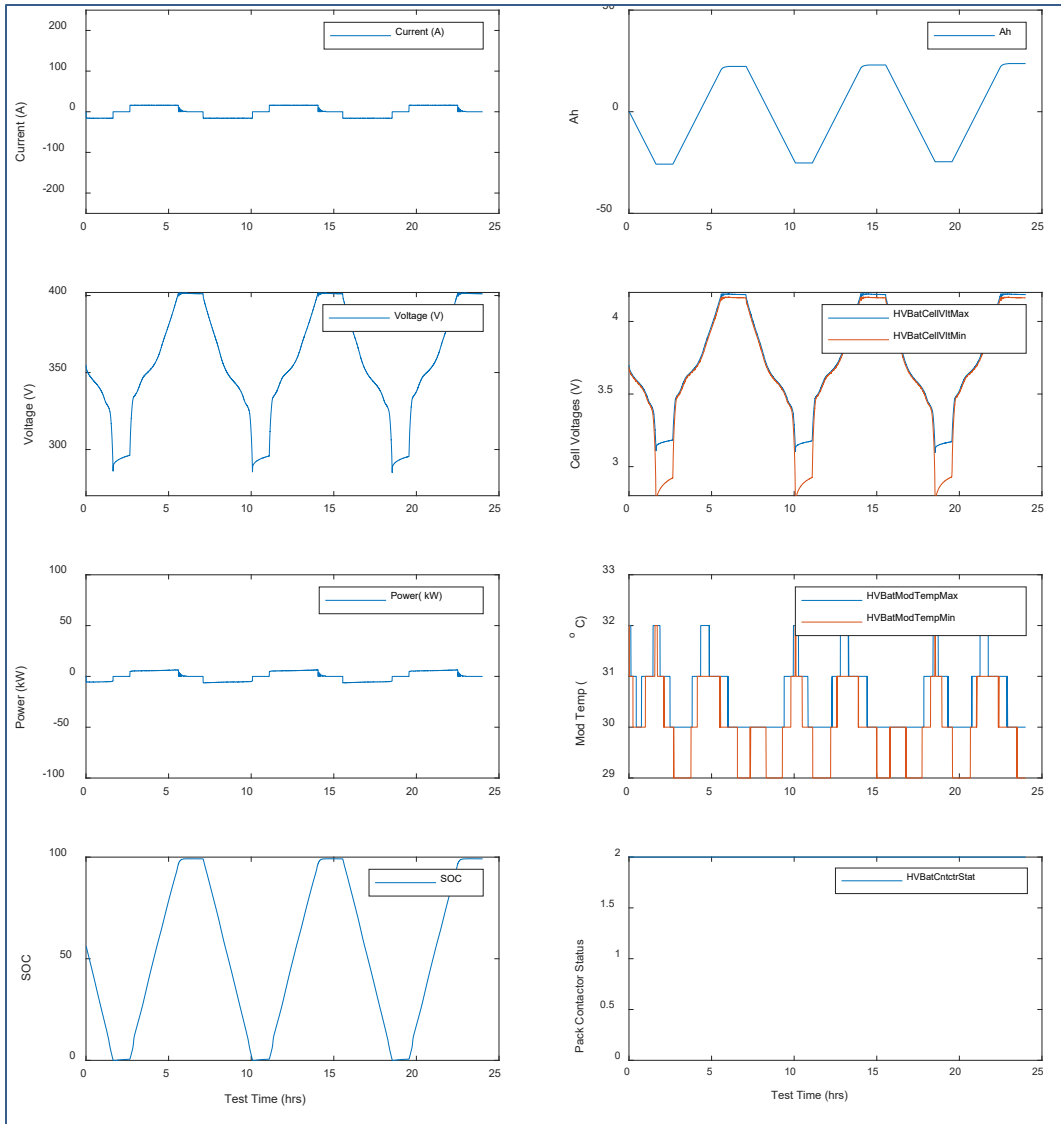 200
100
0
-100
-200
Current (A)
Current (A)
0 5 10 15 20 25
0
-50
Ah
Ah
0 5 10 15 20 25
400
350
300
Voltage (V)
Voltage (V)
0 5 10 15 20 25
4
3.5
3
Cell Voltages (V)
HVBatCellVltMax
HVBatCellVltMin
0 5 10 15 20 25
100
50
0
-50
-100
Power (kW)
Power( kW)
0 5 10 15 20 25
33
32
31
30
29
Mod Temp (
o
C)
HVBatModTempMax
HVBatModTempMin
0 5 10 15 20 25
100
50
0
SOC
SOC
0 5 10 15 20 25
Test Time (hrs)
2
1.5
1
0.5
0
Pack Contactor Status
HVBatCntctrStat
0 5 10 15 20 25
Test Time (hrs)